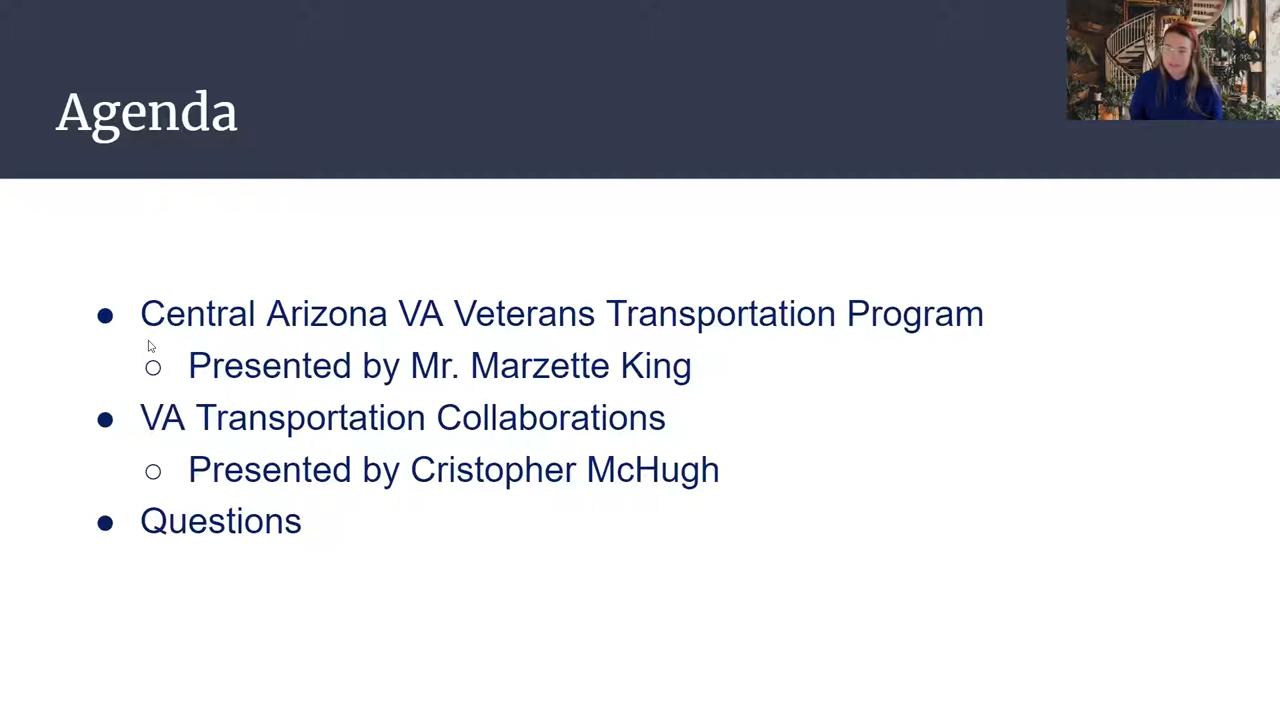 Agenda
● Central Arizona VA Veterans Transportation Program
○ Presented by Mr. Marzette King
● VA Transportation Collaborations
○ Presented by Cristopher McHugh
● Questions